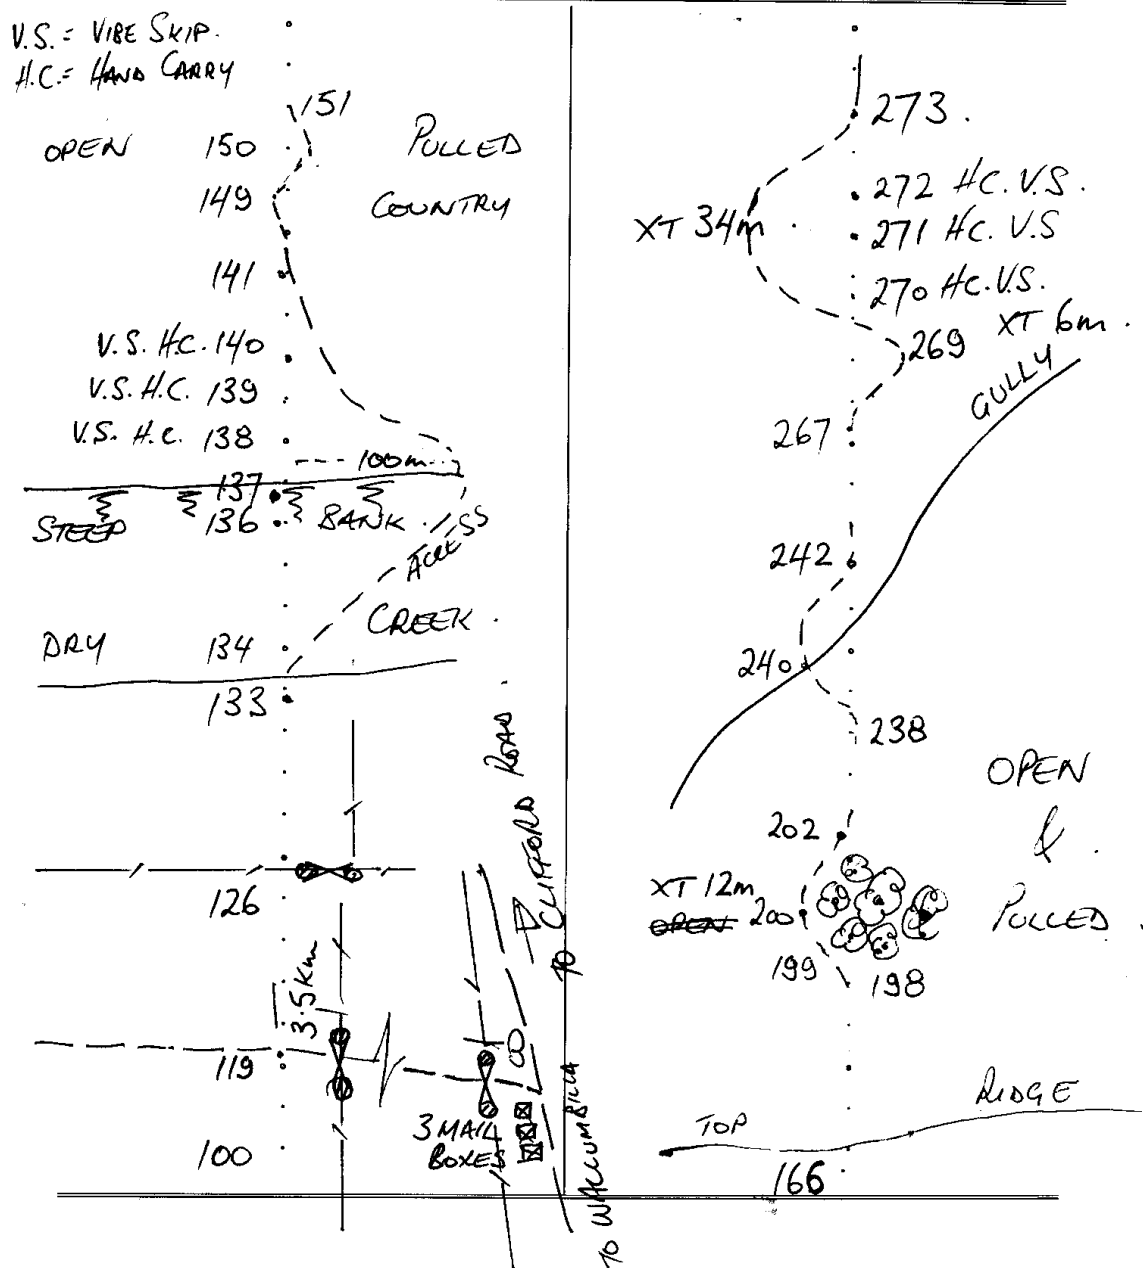 V.S. = VIBE SKIP.
H.C. = HAND CARRY
151
OPEN 150 PULLED
149 COUNTRY
141
V.S. H.C. 140
V.S. H.C. 139
V.S. H.C. 138
100m
137
STEEP 136 BANK
ACCESS
CREEK.
DRY 134
133
TO CLIFFORD ROAD.
126
3.5km
119
3 MAIL
BOXES
100
TO WALLUMBILLA
273.
272 H.C. V.S.
XT 34m 271 H.C. V.S
270 H.C. V.S.
269 XT 6m.
GULLY
267
242
240
238
OPEN
&
202
XT 12m
OPEN 200 PULLED.
199 198
TOP RIDGE
166